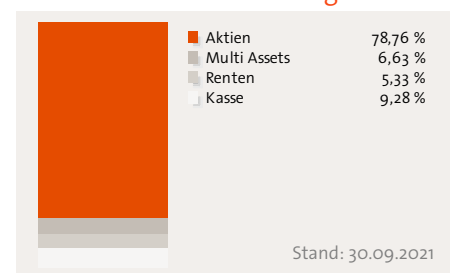 Aktien 78,76 %
Multi Assets 6,63 %
Renten 5,33 %
Kasse 9,28 %
Stand: 30.09.2021